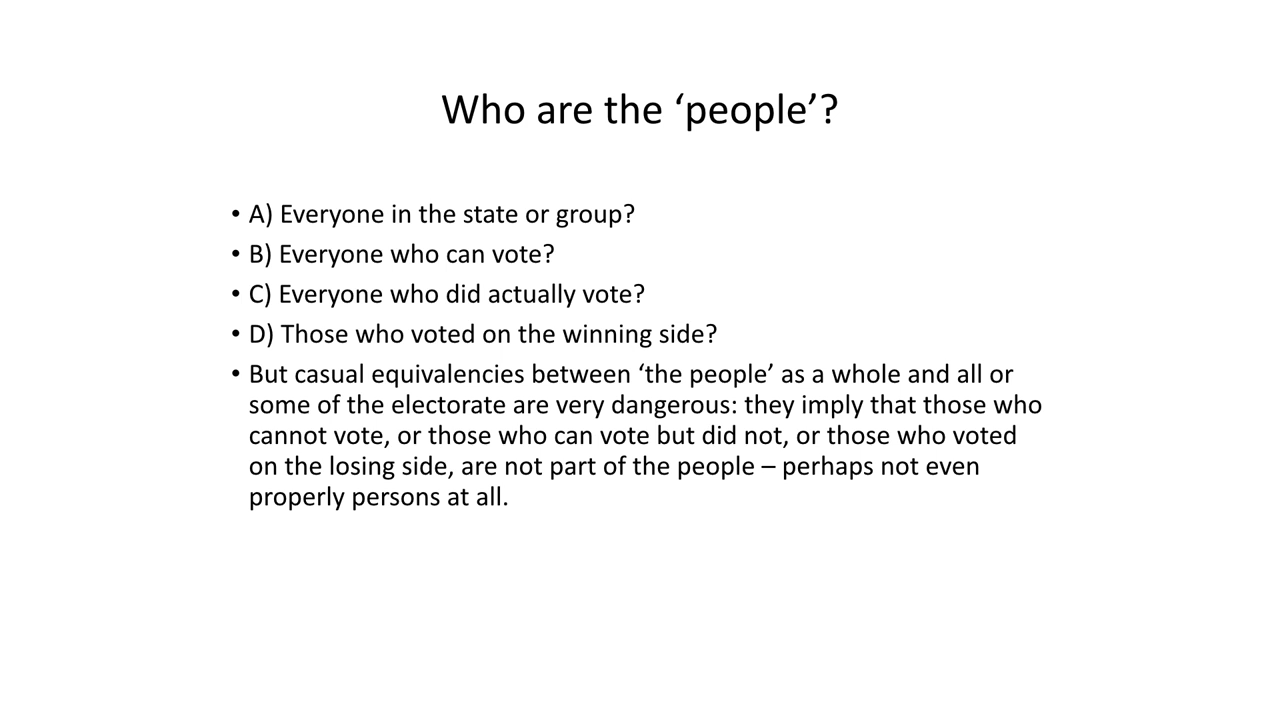 Who are the ‘people’?
• A) Everyone in the state or group?
• B) Everyone who can vote?
• C) Everyone who did actually vote?
• D) Those who voted on the winning side?
• But casual equivalencies between ‘the people’ as a whole and all or
some of the electorate are very dangerous: they imply that those who
cannot vote, or those who can vote but did not, or those who voted
on the losing side, are not part of the people – perhaps not even
properly persons at all.